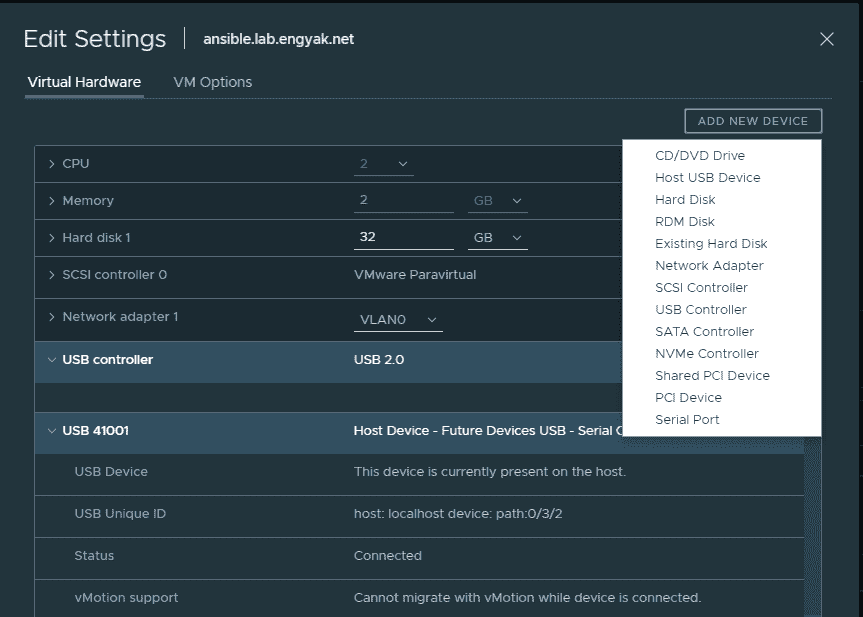 Edit Settings ansible.lab.engyak.net
Virtual Hardware VM Options
ADD NEW DEVICE
CD/DVD Drive
Host USB Device
Hard Disk
RDM Disk
Existing Hard Disk
Network Adapter
SCSI Controller
USB Controller
SATA Controller
NVMe Controller
Shared PCI Device
PCI Device
Serial Port
CPU 2
Memory 2 GB
Hard disk 1 32 GB
SCSI controller 0 VMware Paravirtual
Network adapter 1 VLAN0
USB controller USB 2.0
USB 41001 Host Device - Future Devices USB - Serial
USB Device This device is currently present on the host.
USB Unique ID host: localhost device: path:0/3/2
Status Connected
vMotion support Cannot migrate with vMotion while device is connected.